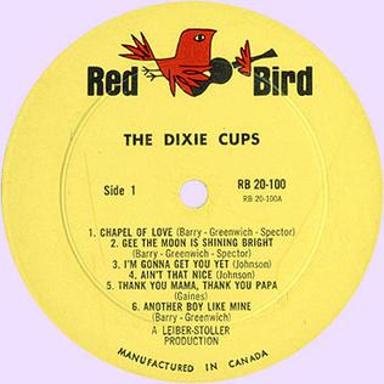 Red Bird
THE DIXIE CUPS
Side 1
RB 20-100
RB 20-100A
1. CHAPEL OF LOVE (Barry - Greenwich - Spector)
2. GEE THE MOON IS SHINING BRIGHT
(Barry - Greenwich - Spector)
3. I'M GONNA GET YOU YET (Johnson)
4. AIN'T THAT NICE (Johnson)
5. THANK YOU MAMA, THANK YOU PAPA
(Gaines)
6. ANOTHER BOY LIKE MINE
(Barry - Greenwich)
A LEIBER-STOLLER
PRODUCTION
MANUFACTURED IN CANADA